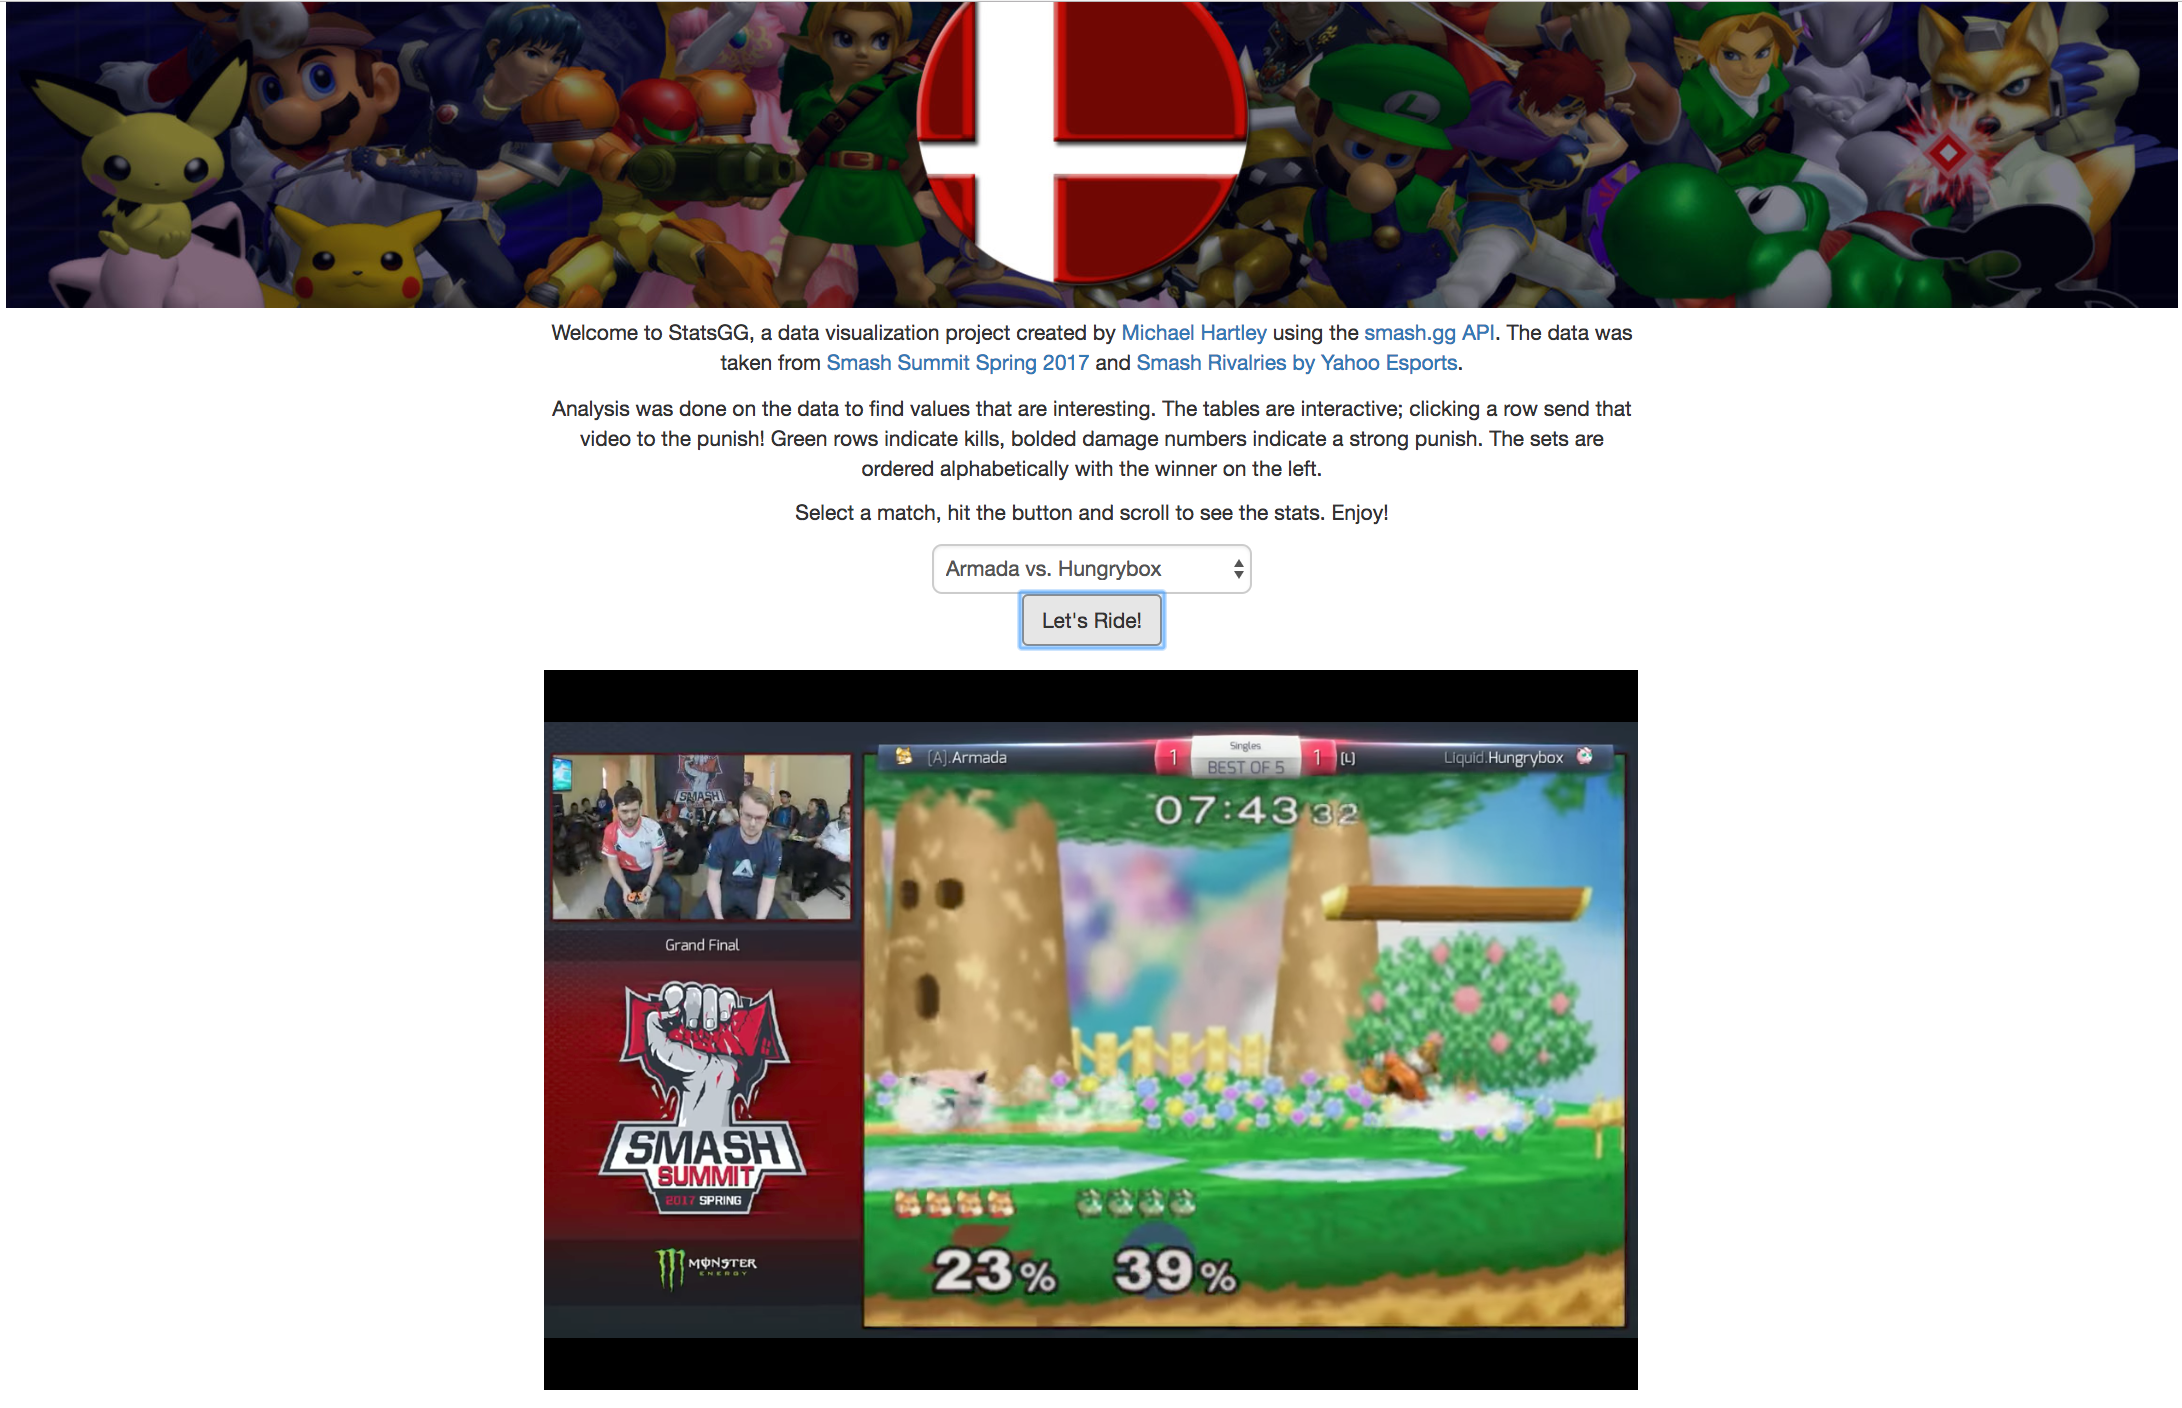 Welcome to StatsGG, a data visualization project created by Michael Hartley using the smash.gg API. The data was
taken from Smash Summit Spring 2017 and Smash Rivalries by Yahoo Esports.
Analysis was done on the data to find values that are interesting. The tables are interactive; clicking a row send that
video to the punish! Green rows indicate kills, bolded damage numbers indicate a strong punish. The sets are
ordered alphabetically with the winner on the left.
Select a match, hit the button and scroll to see the stats. Enjoy!
Armada vs. Hungrybox
Let's Ride!
[A].Armada
1
Singles
BEST OF 5
1
[L]
Liquid.Hungrybox
07:43 32
SMASH
Grand Final
SMASH
SUMMIT
2017 SPRING
MONSTER
ENERGY
23%
39%
L
A